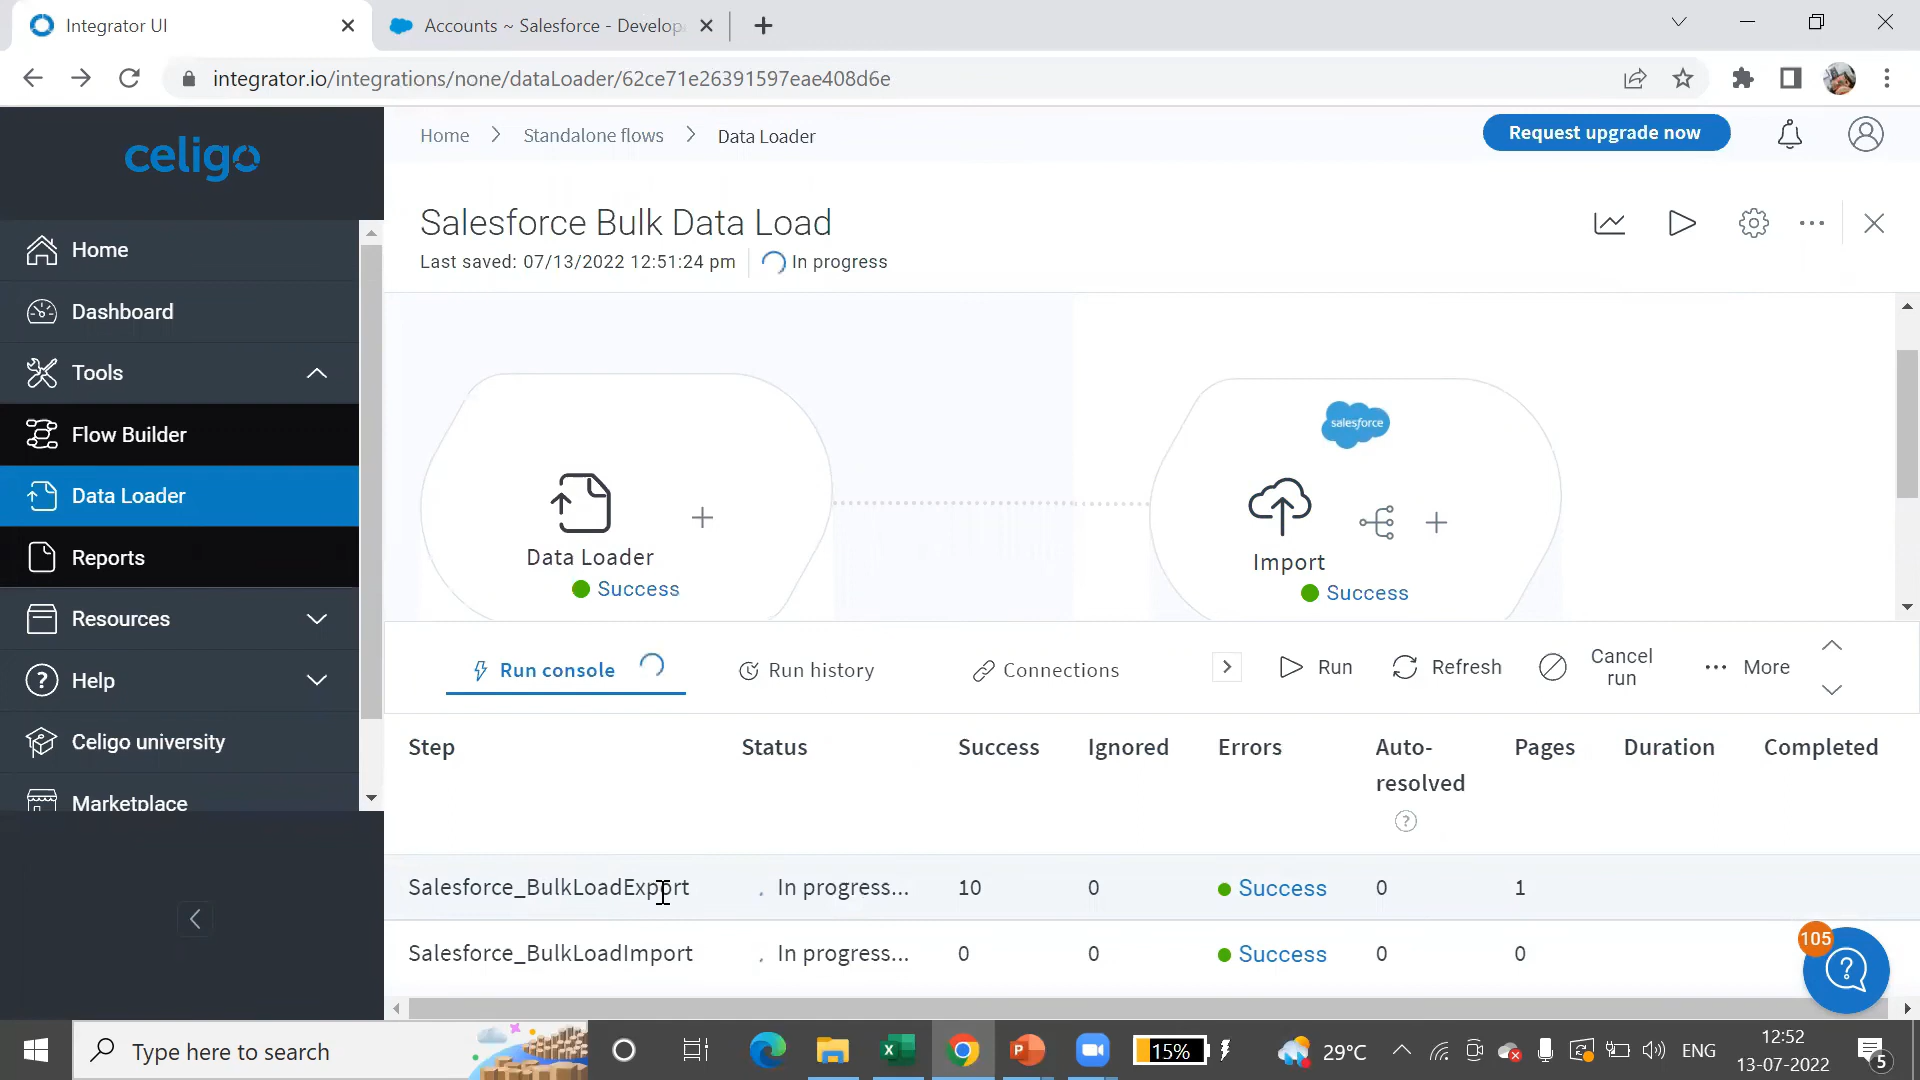 Integrator UI
Accounts ~ Salesforce - Develop
integrator.io/integrations/none/dataLoader/62ce71e26391597eae408d6e
celigo
Home
Dashboard
Tools
Flow Builder
Data Loader
Reports
Resources
Help
Celigo university
Marketplace
Home > Standalone flows > Data Loader
Request upgrade now
Salesforce Bulk Data Load
Last saved: 07/13/2022 12:51:24 pm
In progress
Data Loader
Success
salesforce
Import
Success
Run console
Run history
Connections
Run
Refresh
Cancel
run
More
Step Status Success Ignored Errors Auto-
resolved Pages Duration Completed
Salesforce_BulkLoadExport In progress... 10 0 Success 0 1
Salesforce_BulkLoadImport In progress... 0 0 Success 0 0
105
Type here to search
15%
29°C
ENG
12:52
13-07-2022
5